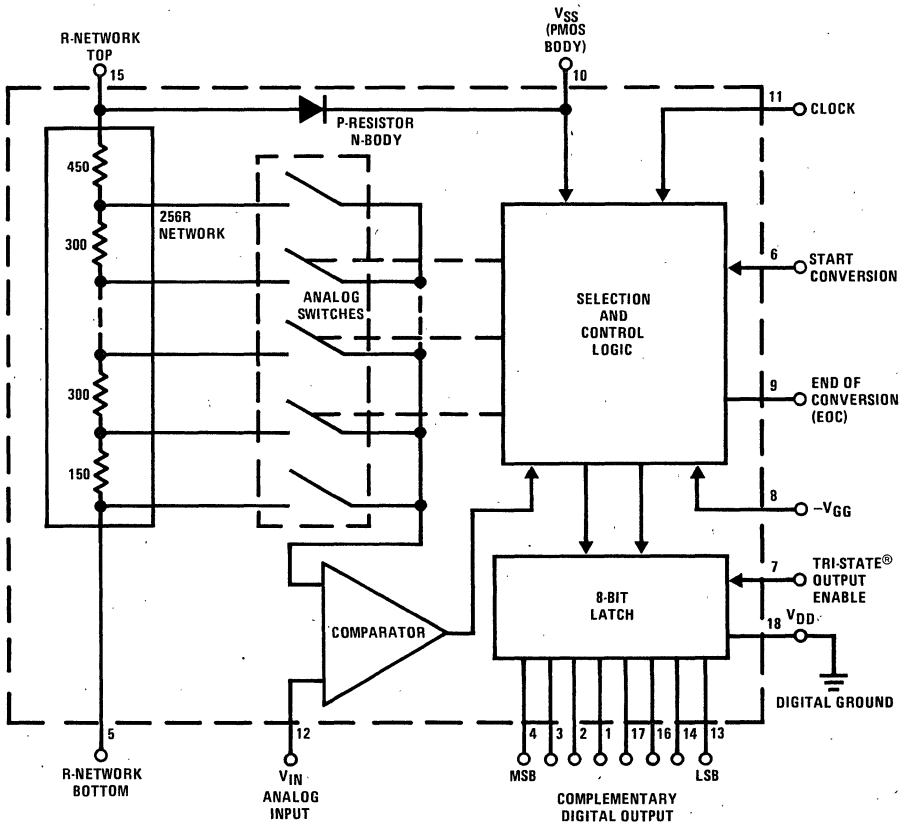 R-NETWORK
TOP
15
VSS
(PMOS
BODY)
10
11
CLOCK
P-RESISTOR
N-BODY
450
256R
NETWORK
300
ANALOG
SWITCHES
SELECTION
AND
CONTROL
LOGIC
6
START
CONVERSION
300
9
END OF
CONVERSION
(EOC)
150
8
–VGG
7
TRI-STATE®
OUTPUT
ENABLE
8-BIT
LATCH
COMPARATOR
18
VDD
DIGITAL GROUND
5
R-NETWORK
BOTTOM
12
VIN
ANALOG
INPUT
4 3 2 1 17 16 14 13
MSB LSB
COMPLEMENTARY
DIGITAL OUTPUT